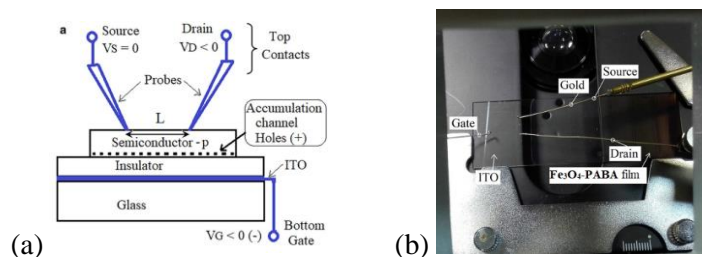 a
Source
VS = 0
Drain
VD < 0
Top
Contacts
Probes
L
Accumulation
channel
Holes (+)
Semiconductor -p
Insulator
ITO
Glass
VG < 0 (-)
Bottom
Gate
(a)
Source
Gold
Gate
Drain
ITO
Fe₃O₄-PABA film
(b)